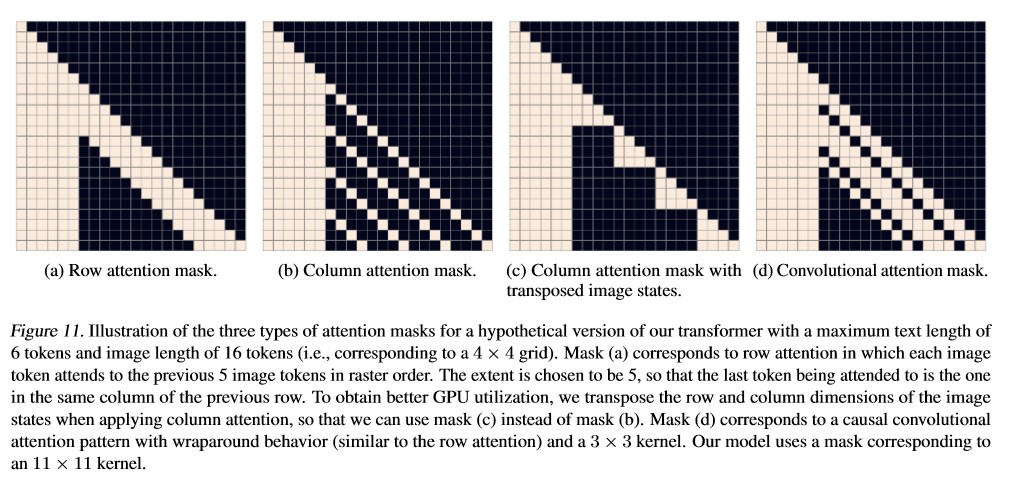 (a) Row attention mask.
(b) Column attention mask.
(c) Column attention mask with
transposed image states.
(d) Convolutional attention mask.
Figure 11. Illustration of the three types of attention masks for a hypothetical version of our transformer with a maximum text length of
6 tokens and image length of 16 tokens (i.e., corresponding to a 4 × 4 grid). Mask (a) corresponds to row attention in which each image
token attends to the previous 5 image tokens in raster order. The extent is chosen to be 5, so that the last token being attended to is the one
in the same column of the previous row. To obtain better GPU utilization, we transpose the row and column dimensions of the image
states when applying column attention, so that we can use mask (c) instead of mask (b). Mask (d) corresponds to a causal convolutional
attention pattern with wraparound behavior (similar to the row attention) and a 3 × 3 kernel. Our model uses a mask corresponding to
an 11 × 11 kernel.